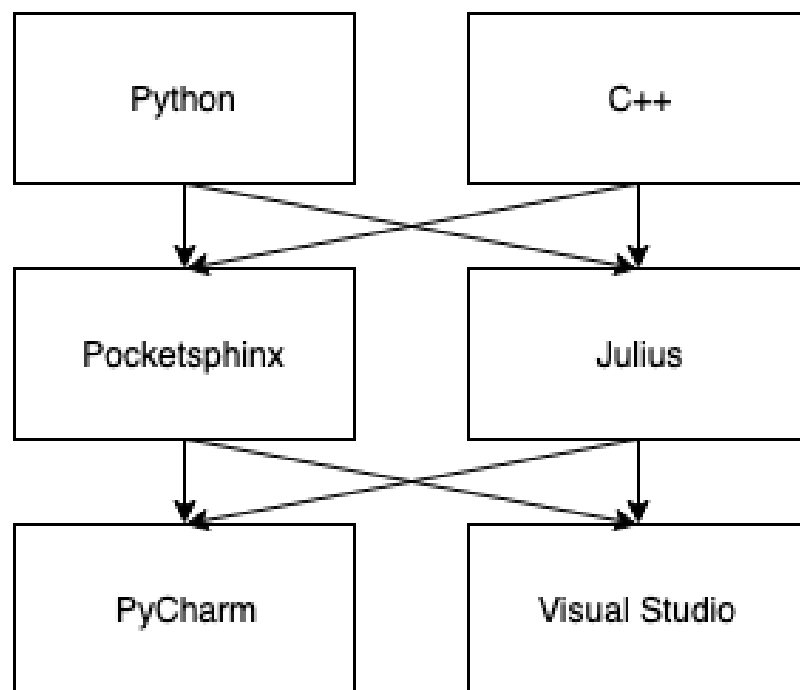 Python
C++
Pocketsphinx
Julius
PyCharm
Visual Studio